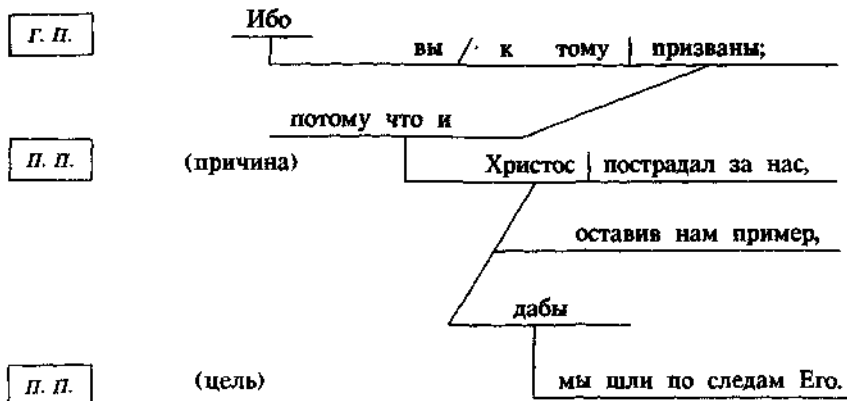 Ибо
Г. П. вы к тому призваны;
потому что и
П. П. (причина) Христос пострадал за нас,
оставив нам пример,
дабы
П. П. (цель) мы шли по следам Его.